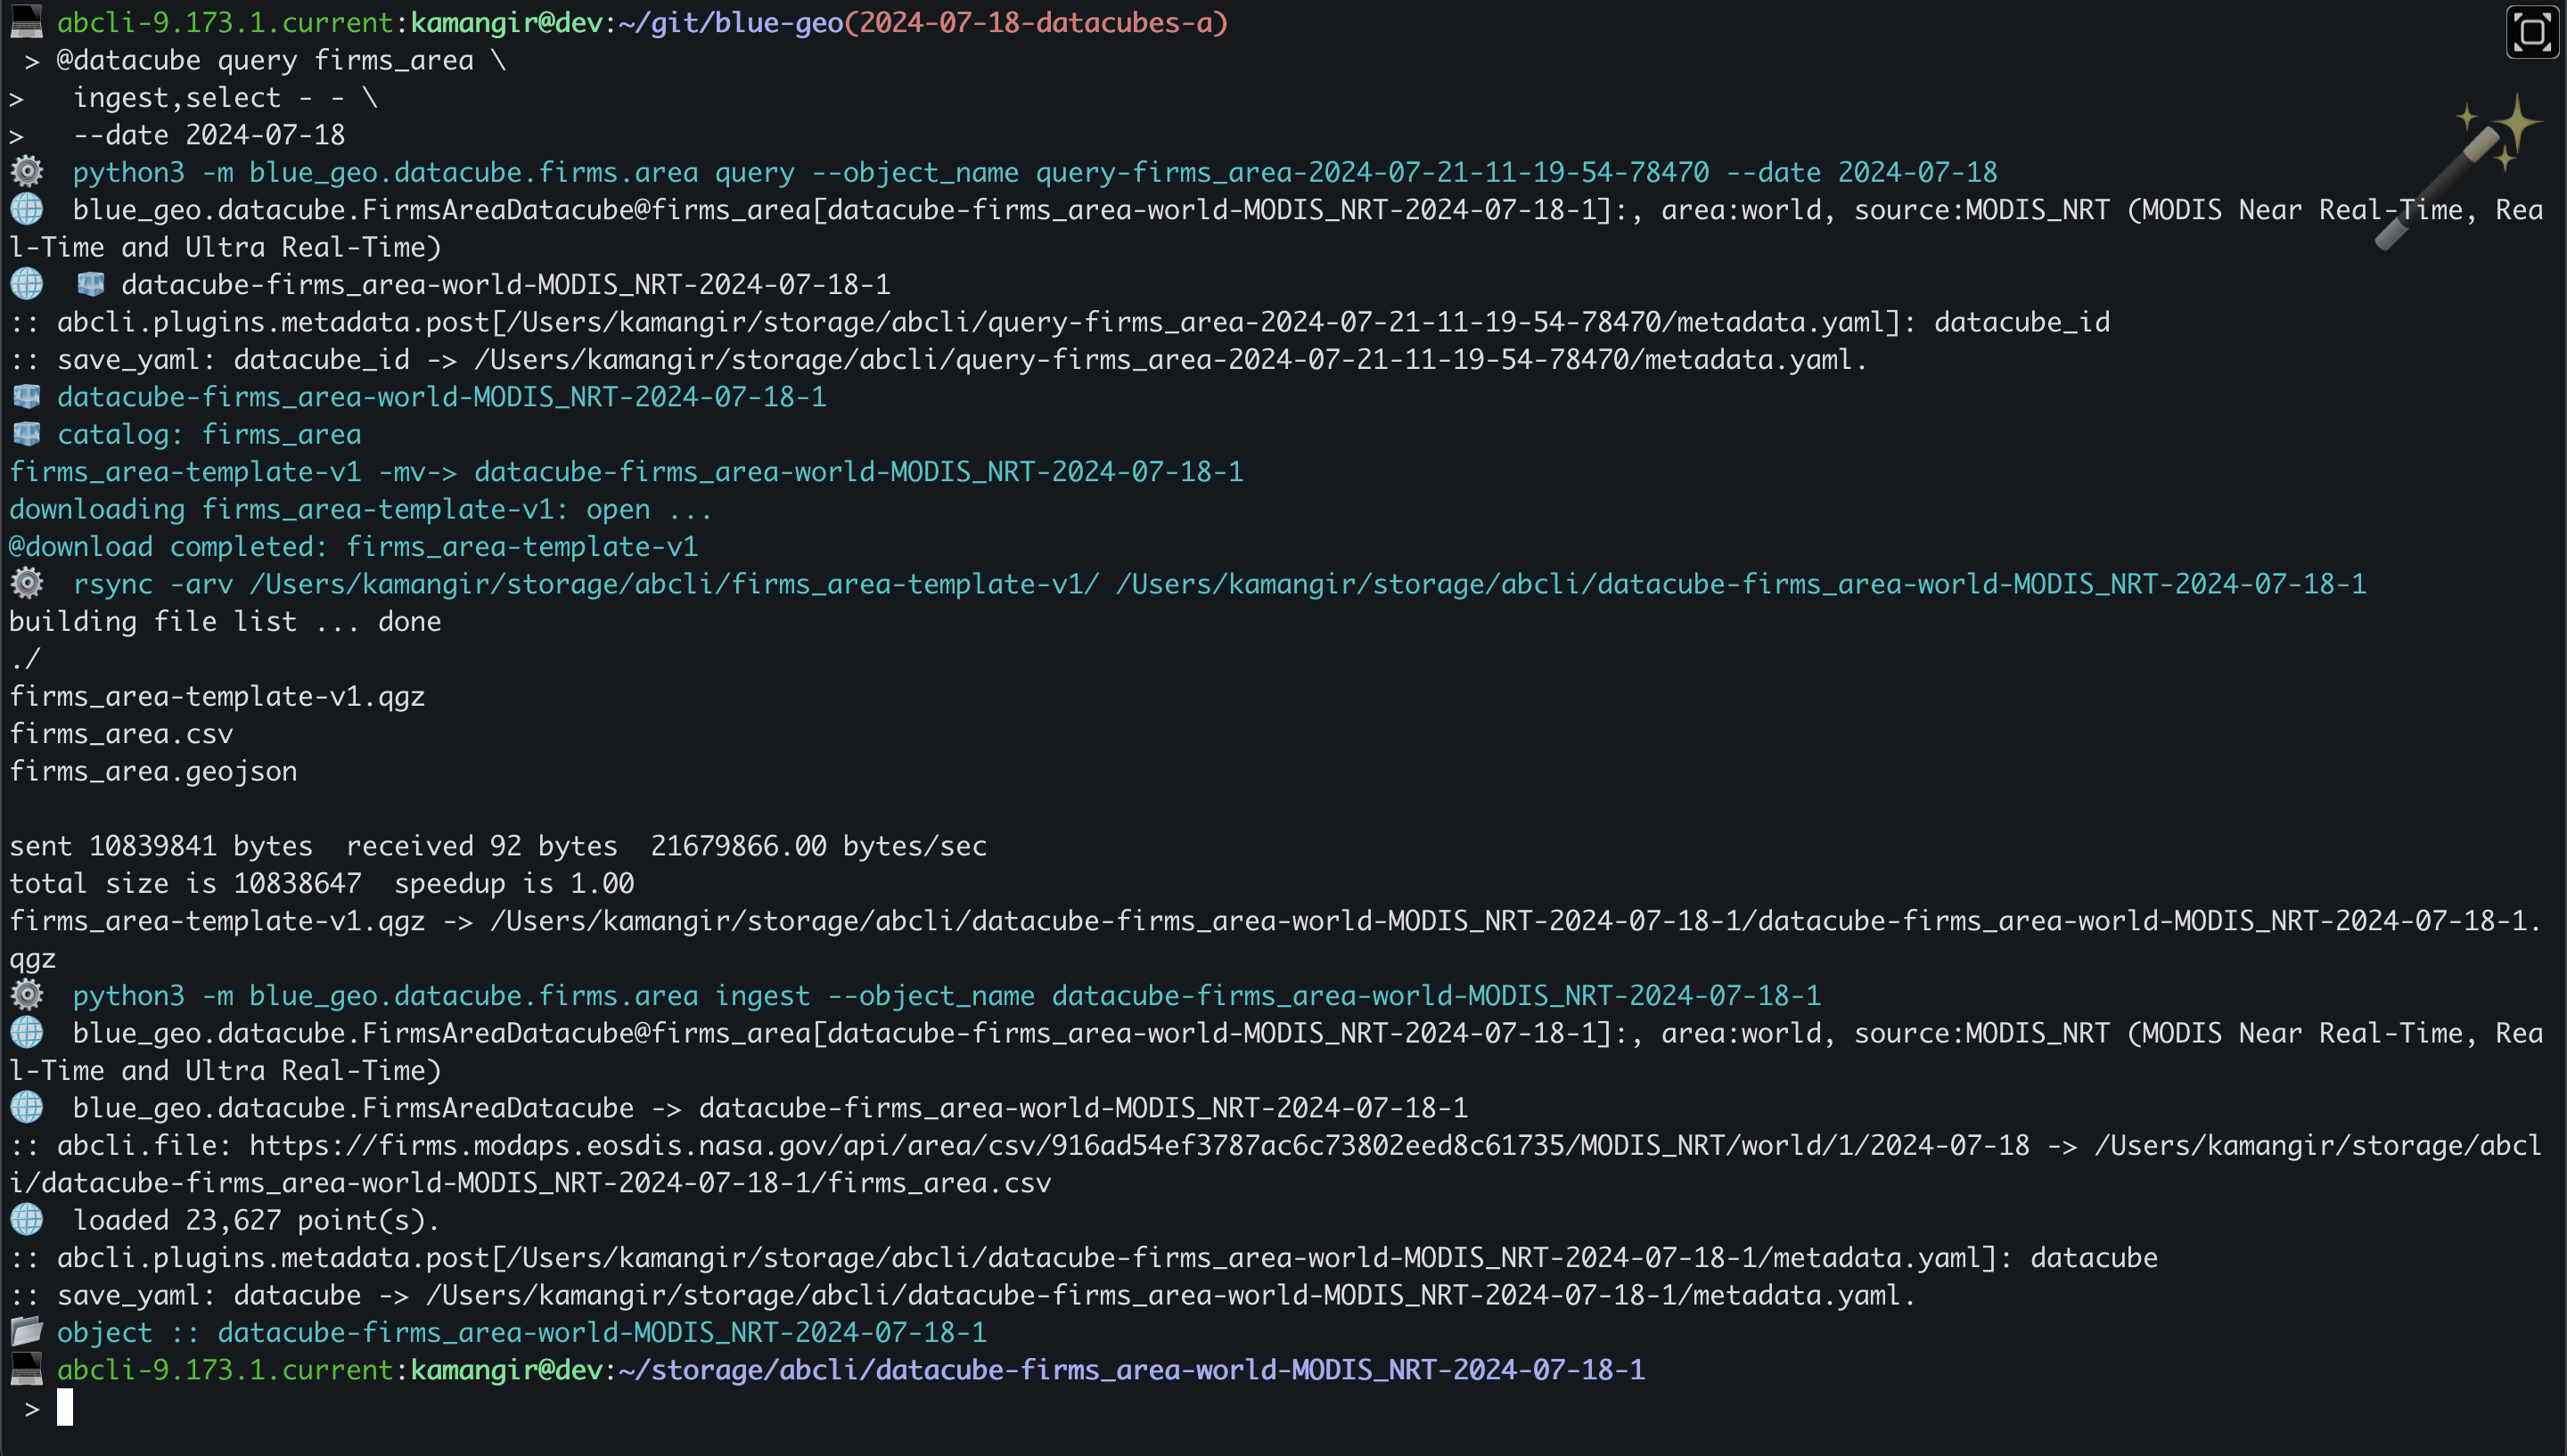 abcli-9.173.1.current:kamangir@dev:~/git/blue-geo(2024-07-18-datacubes-a)
 > @datacube query firms_area \
>   ingest,select - - \
>   --date 2024-07-18
python3 -m blue_geo.datacube.firms.area query --object_name query-firms_area-2024-07-21-11-19-54-78470 --date 2024-07-18
blue_geo.datacube.FirmsAreaDatacube@firms_area[datacube-firms_area-world-MODIS_NRT-2024-07-18-1]:, area:world, source:MODIS_NRT (MODIS Near Real-Time, Rea
l-Time and Ultra Real-Time)
datacube-firms_area-world-MODIS_NRT-2024-07-18-1
:: abcli.plugins.metadata.post[/Users/kamangir/storage/abcli/query-firms_area-2024-07-21-11-19-54-78470/metadata.yaml]: datacube_id
:: save_yaml: datacube_id -> /Users/kamangir/storage/abcli/query-firms_area-2024-07-21-11-19-54-78470/metadata.yaml.
datacube-firms_area-world-MODIS_NRT-2024-07-18-1
catalog: firms_area
firms_area-template-v1 -mv-> datacube-firms_area-world-MODIS_NRT-2024-07-18-1
downloading firms_area-template-v1: open ...
@download completed: firms_area-template-v1
rsync -arv /Users/kamangir/storage/abcli/firms_area-template-v1/ /Users/kamangir/storage/abcli/datacube-firms_area-world-MODIS_NRT-2024-07-18-1
building file list ... done
./
firms_area-template-v1.qgz
firms_area.csv
firms_area.geojson
sent 10839841 bytes  received 92 bytes  21679866.00 bytes/sec
total size is 10838647  speedup is 1.00
firms_area-template-v1.qgz -> /Users/kamangir/storage/abcli/datacube-firms_area-world-MODIS_NRT-2024-07-18-1/datacube-firms_area-world-MODIS_NRT-2024-07-18-1.
qgz
python3 -m blue_geo.datacube.firms.area ingest --object_name datacube-firms_area-world-MODIS_NRT-2024-07-18-1
blue_geo.datacube.FirmsAreaDatacube@firms_area[datacube-firms_area-world-MODIS_NRT-2024-07-18-1]:, area:world, source:MODIS_NRT (MODIS Near Real-Time, Rea
l-Time and Ultra Real-Time)
blue_geo.datacube.FirmsAreaDatacube -> datacube-firms_area-world-MODIS_NRT-2024-07-18-1
:: abcli.file: https://firms.modaps.eosdis.nasa.gov/api/area/csv/916ad54ef3787ac6c73802eed8c61735/MODIS_NRT/world/1/2024-07-18 -> /Users/kamangir/storage/abcl
i/datacube-firms_area-world-MODIS_NRT-2024-07-18-1/firms_area.csv
loaded 23,627 point(s).
:: abcli.plugins.metadata.post[/Users/kamangir/storage/abcli/datacube-firms_area-world-MODIS_NRT-2024-07-18-1/metadata.yaml]: datacube
:: save_yaml: datacube -> /Users/kamangir/storage/abcli/datacube-firms_area-world-MODIS_NRT-2024-07-18-1/metadata.yaml.
object :: datacube-firms_area-world-MODIS_NRT-2024-07-18-1
abcli-9.173.1.current:kamangir@dev:~/storage/abcli/datacube-firms_area-world-MODIS_NRT-2024-07-18-1
 >